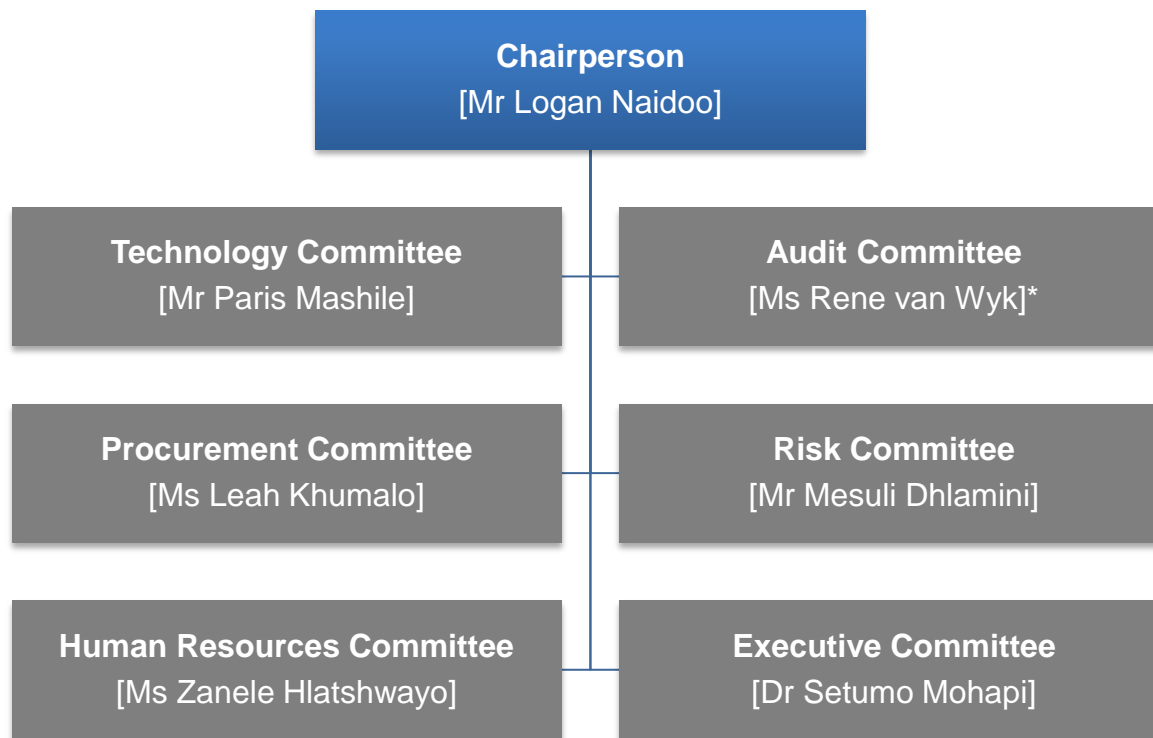 Chairperson
[Mr Logan Naidoo]
Technology Committee
[Mr Paris Mashile]
Audit Committee
[Ms Rene van Wyk]*
Procurement Committee
[Ms Leah Khumalo]
Risk Committee
[Mr Mesuli Dhlamini]
Human Resources Committee
[Ms Zanele Hlatshwayo]
Executive Committee
[Dr Setumo Mohapi]